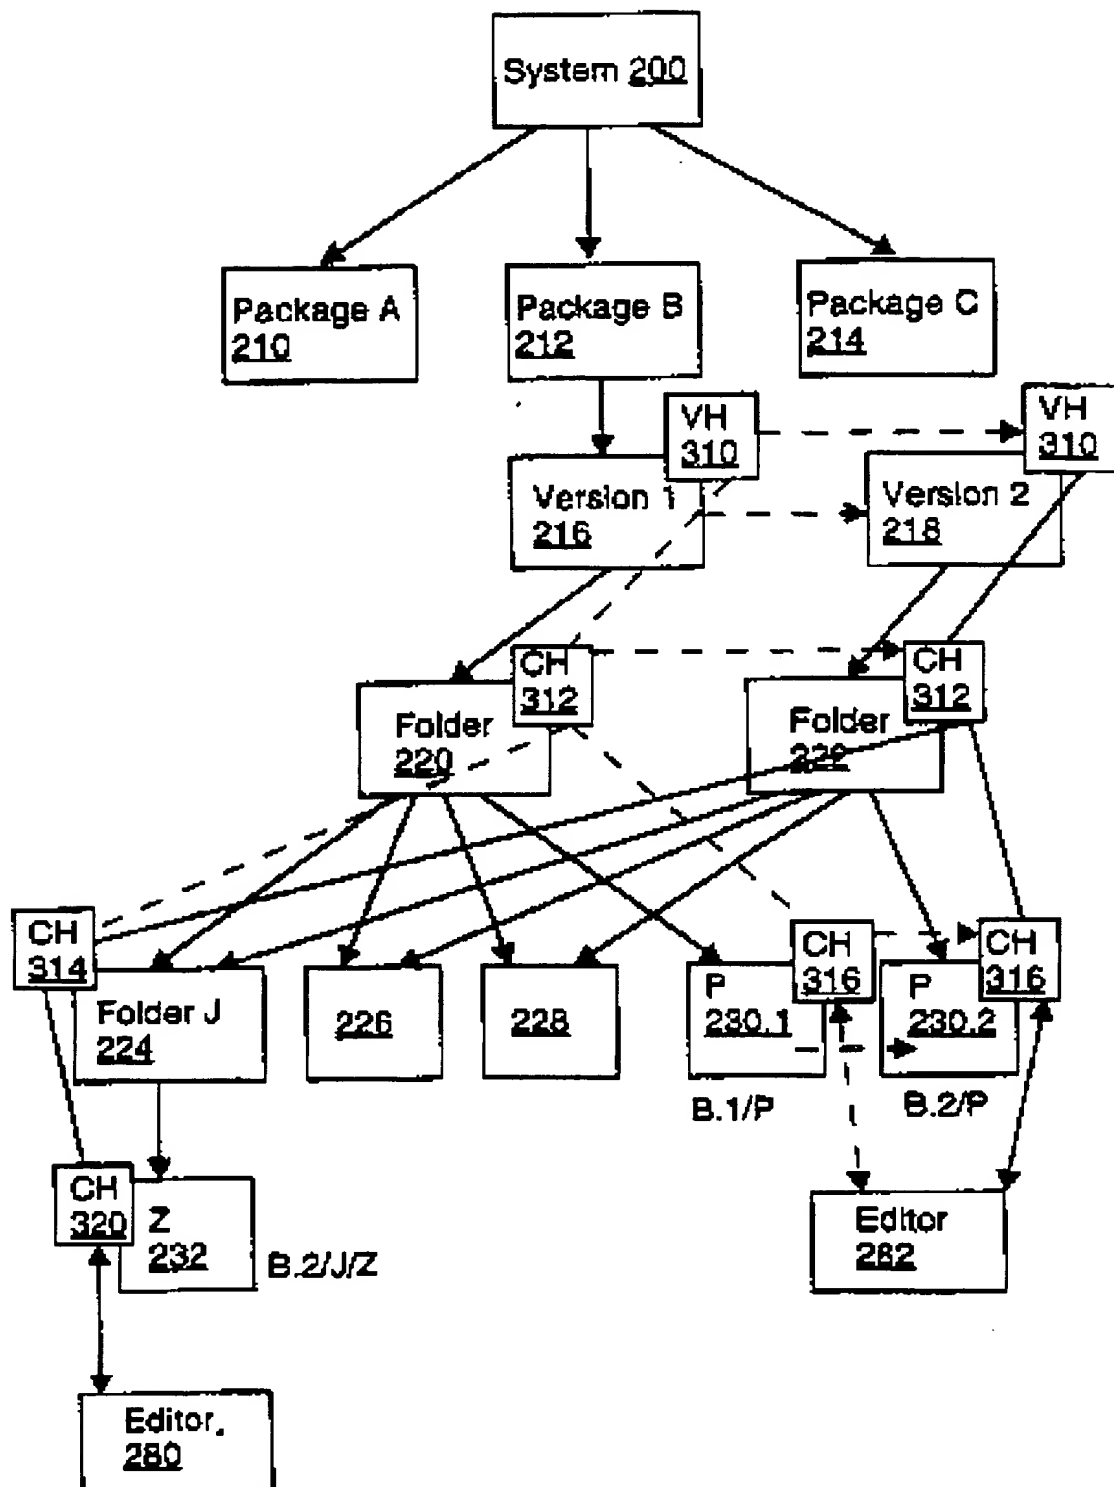 System 200
Package A
210
Package B
212
Package C
214
VH
310
VH
310
Version 1
216
Version 2
218
CH
312
CH
312
Folder
220
Folder
222
CH
314
CH
316
CH
316
Folder J
224
226
228
P
230.1
P
230.2
B.1/P
B.2/P
CH
320
Z
232
B.2/J/Z
Editor
282
Editor
280